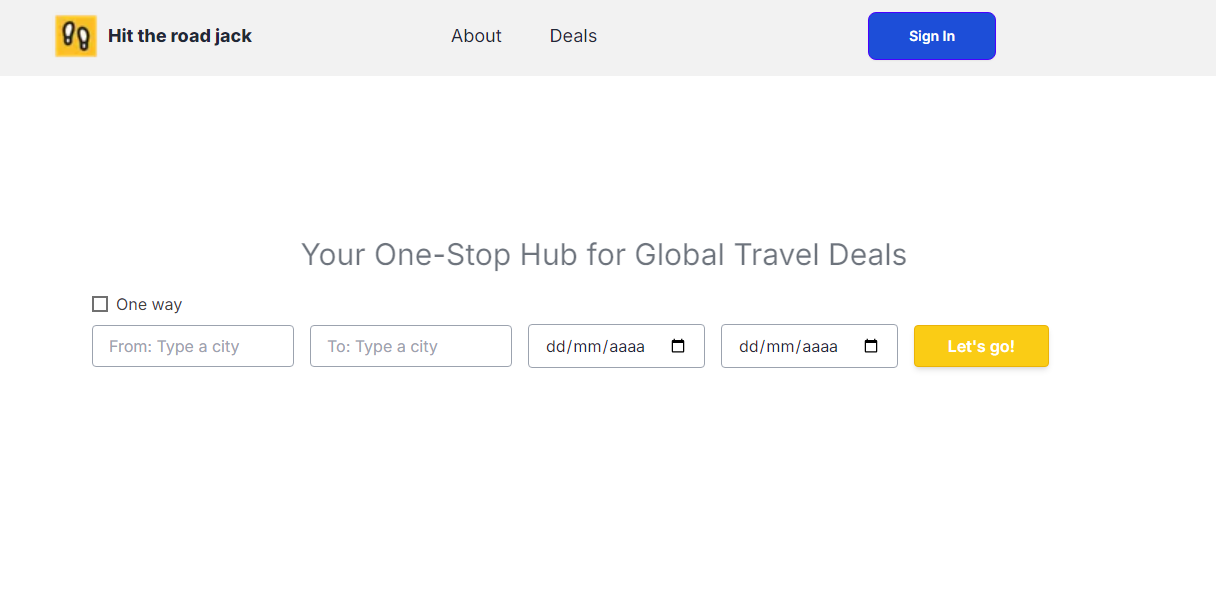 Hit the road jack About Deals Sign In
Your One-Stop Hub for Global Travel Deals
One way
From: Type a city To: Type a city dd/mm/aaaa dd/mm/aaaa Let's go!